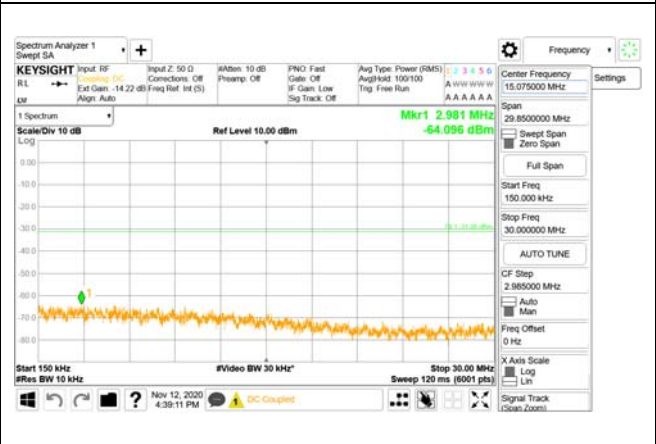 Spectrum Analyzer 1
Swept SA
Frequency
KEYSIGHT
RL
Input: RF
Coupling: DC
Ext Gain: -14.22 dB
Align: Auto
Input Z: 50 Ω
Corrections: Off
Freq Ref: Int (S)
#Atten: 10 dB
Preamp: Off
PNO: Fast
Gate: Off
IF Gain: Low
Sig Track: Off
Avg Type: Power (RMS)
Avg|Hold: 100/100
Trig: Free Run
1 2 3 4 5 6
A W W W W W
A A A A A A
1 Spectrum
Mkr1 2.981 MHz
Scale/Div 10 dB
Ref Level 10.00 dBm
-64.096 dBm
Log
0.00
-10.0
-20.0
-30.0
-40.0
-50.0
-60.0
-70.0
-80.0
1
Start 150 kHz
#Video BW 30 kHz*
Stop 30.00 MHz
#Res BW 10 kHz
Sweep 120 ms (6001 pts)
Center Frequency
15.075000 MHz
Settings
Span
29.8500000 MHz
Swept Span
Zero Span
Full Span
Start Freq
150.000 kHz
Stop Freq
30.000000 MHz
AUTO TUNE
CF Step
2.985000 MHz
Auto
Man
Freq Offset
0 Hz
X Axis Scale
Log
Lin
Signal Track
(Span Zoom)
?
Nov 12, 2020
4:39:11 PM
1
DC Coupled